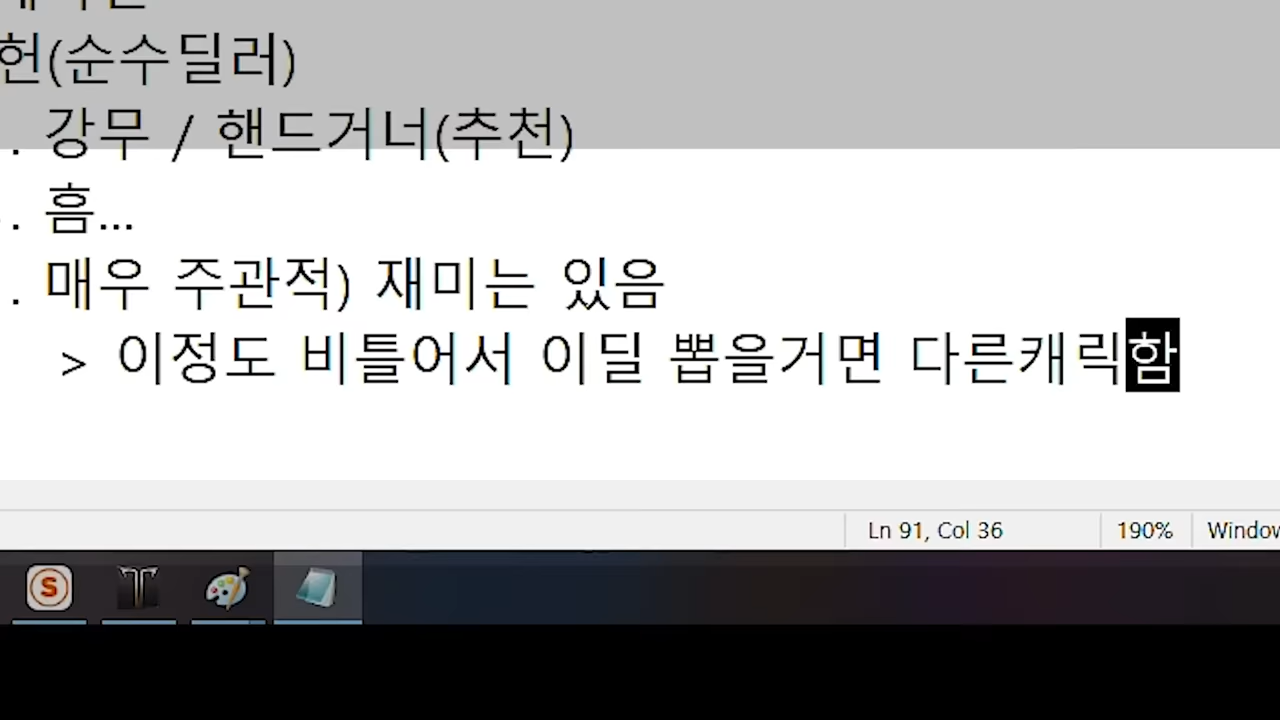 헌(순수딜러)
. 강무 / 핸드거너(추천)
. 흠...
. 매우 주관적) 재미는 있음
> 이정도 비틀어서 이딜 뽑을거면 다른캐릭함
Ln 91, Col 36
190%
Window
S